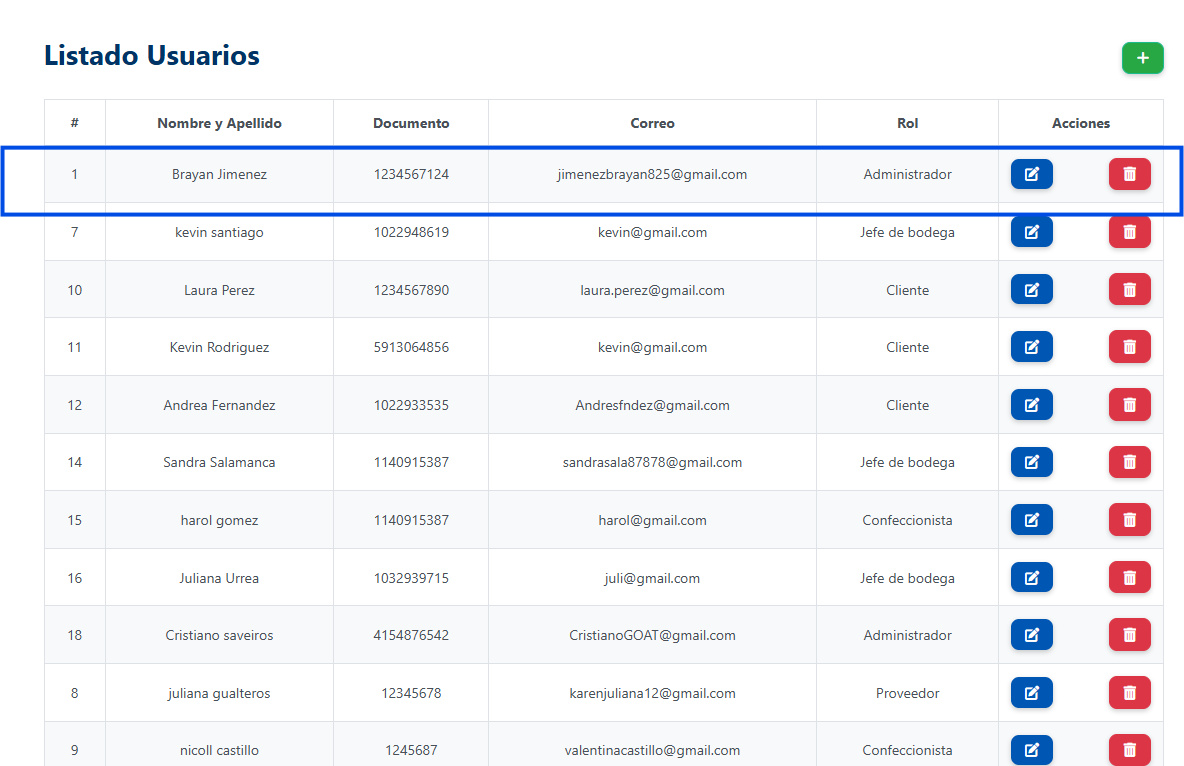 Listado Usuarios
+
# Nombre y Apellido Documento Correo Rol Acciones
1 Brayan Jimenez 1234567124 jimenezbrayan825@gmail.com Administrador
7 kevin santiago 1022948619 kevin@gmail.com Jefe de bodega
10 Laura Perez 1234567890 laura.perez@gmail.com Cliente
11 Kevin Rodriguez 5913064856 kevin@gmail.com Cliente
12 Andrea Fernandez 1022933535 Andresfndez@gmail.com Cliente
14 Sandra Salamanca 1140915387 sandrasala87878@gmail.com Jefe de bodega
15 harol gomez 1140915387 harol@gmail.com Confeccionista
16 Juliana Urrea 1032939715 juli@gmail.com Jefe de bodega
18 Cristiano saveiros 4154876542 CristianoGOAT@gmail.com Administrador
8 juliana gualteros 12345678 karenjuliana12@gmail.com Proveedor
9 nicoll castillo 1245687 valentinacastillo@gmail.com Confeccionista